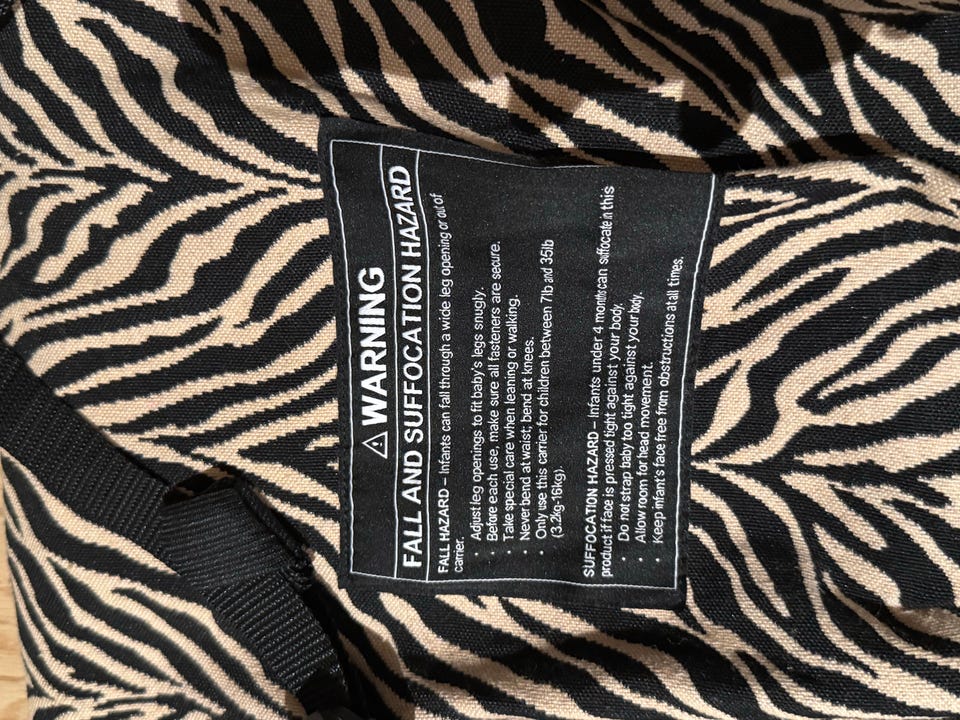 ⚠ WARNING
FALL AND SUFFOCATION HAZARD
FALL HAZARD – Infants can fall through a wide leg opening or out of
carrier.
• Adjust leg openings to fit baby's legs snugly.
• Before each use, make sure all fasteners are secure.
• Take special care when leaning or walking.
• Never bend at waist; bend at knees.
• Only use this carrier for children between 7lb and 35lb
(3.2kg-16kg).
SUFFOCATION HAZARD – Infants under 4 months can suffocate in this
product if face is pressed tight against your body.
• Do not strap baby too tight against your body.
• Allow room for head movement.
• Keep infant's face free from obstructions at all times.